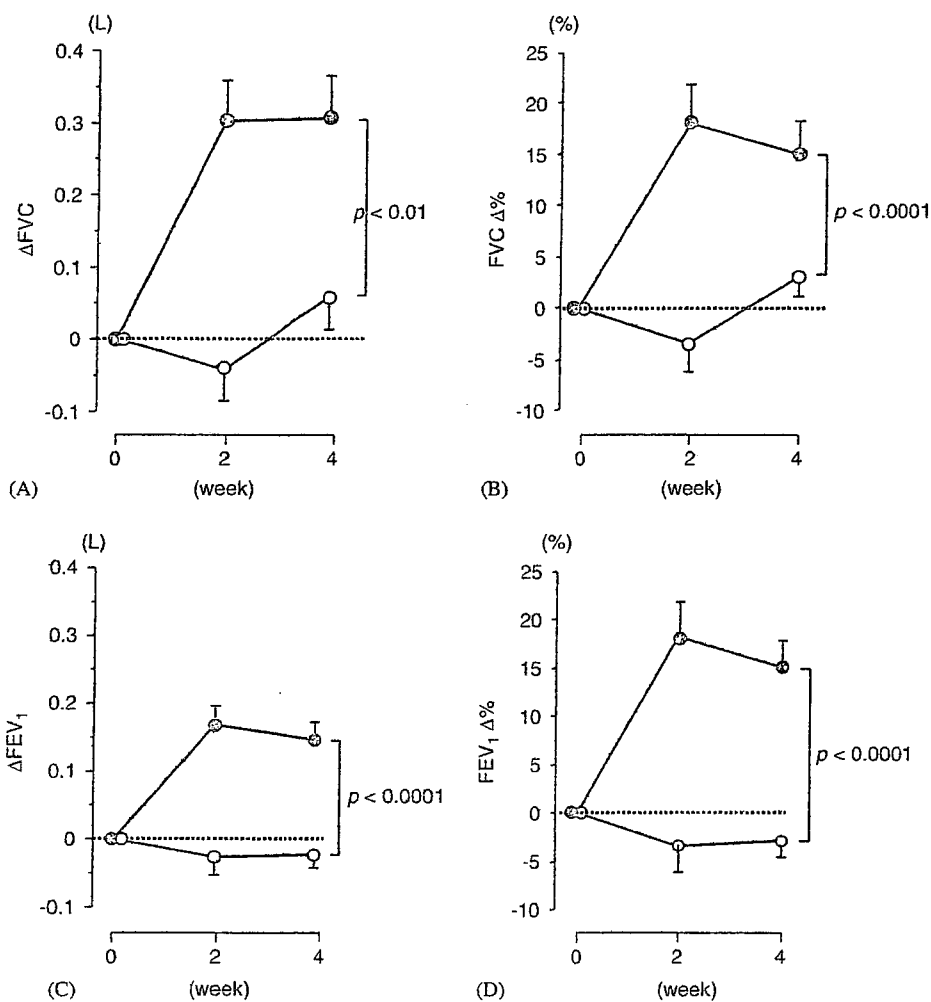 (L)
0.4
0.3
0.2
0.1
0
-0.1
ΔFVC
p < 0.01
0 2 4
(week)
(A)
(%)
25
20
15
10
5
0
-5
-10
FVC Δ%
p < 0.0001
0 2 4
(week)
(B)
(L)
0.4
0.3
0.2
0.1
0
-0.1
ΔFEV₁
p < 0.0001
0 2 4
(week)
(C)
(%)
25
20
15
10
5
0
-5
-10
FEV₁ Δ%
p < 0.0001
0 2 4
(week)
(D)